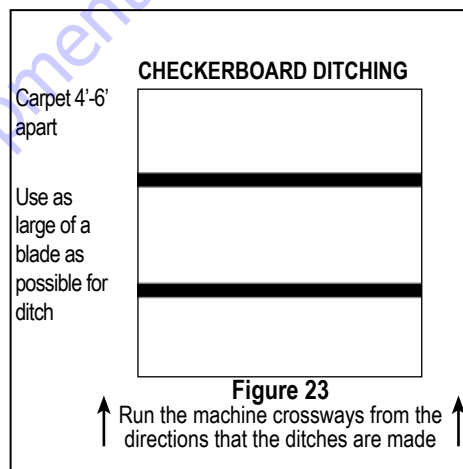 CHECKERBOARD DITCHING
Carpet 4'-6'
apart
Use as
large of a
blade as
possible for
ditch
Figure 23
Run the machine crossways from the
directions that the ditches are made